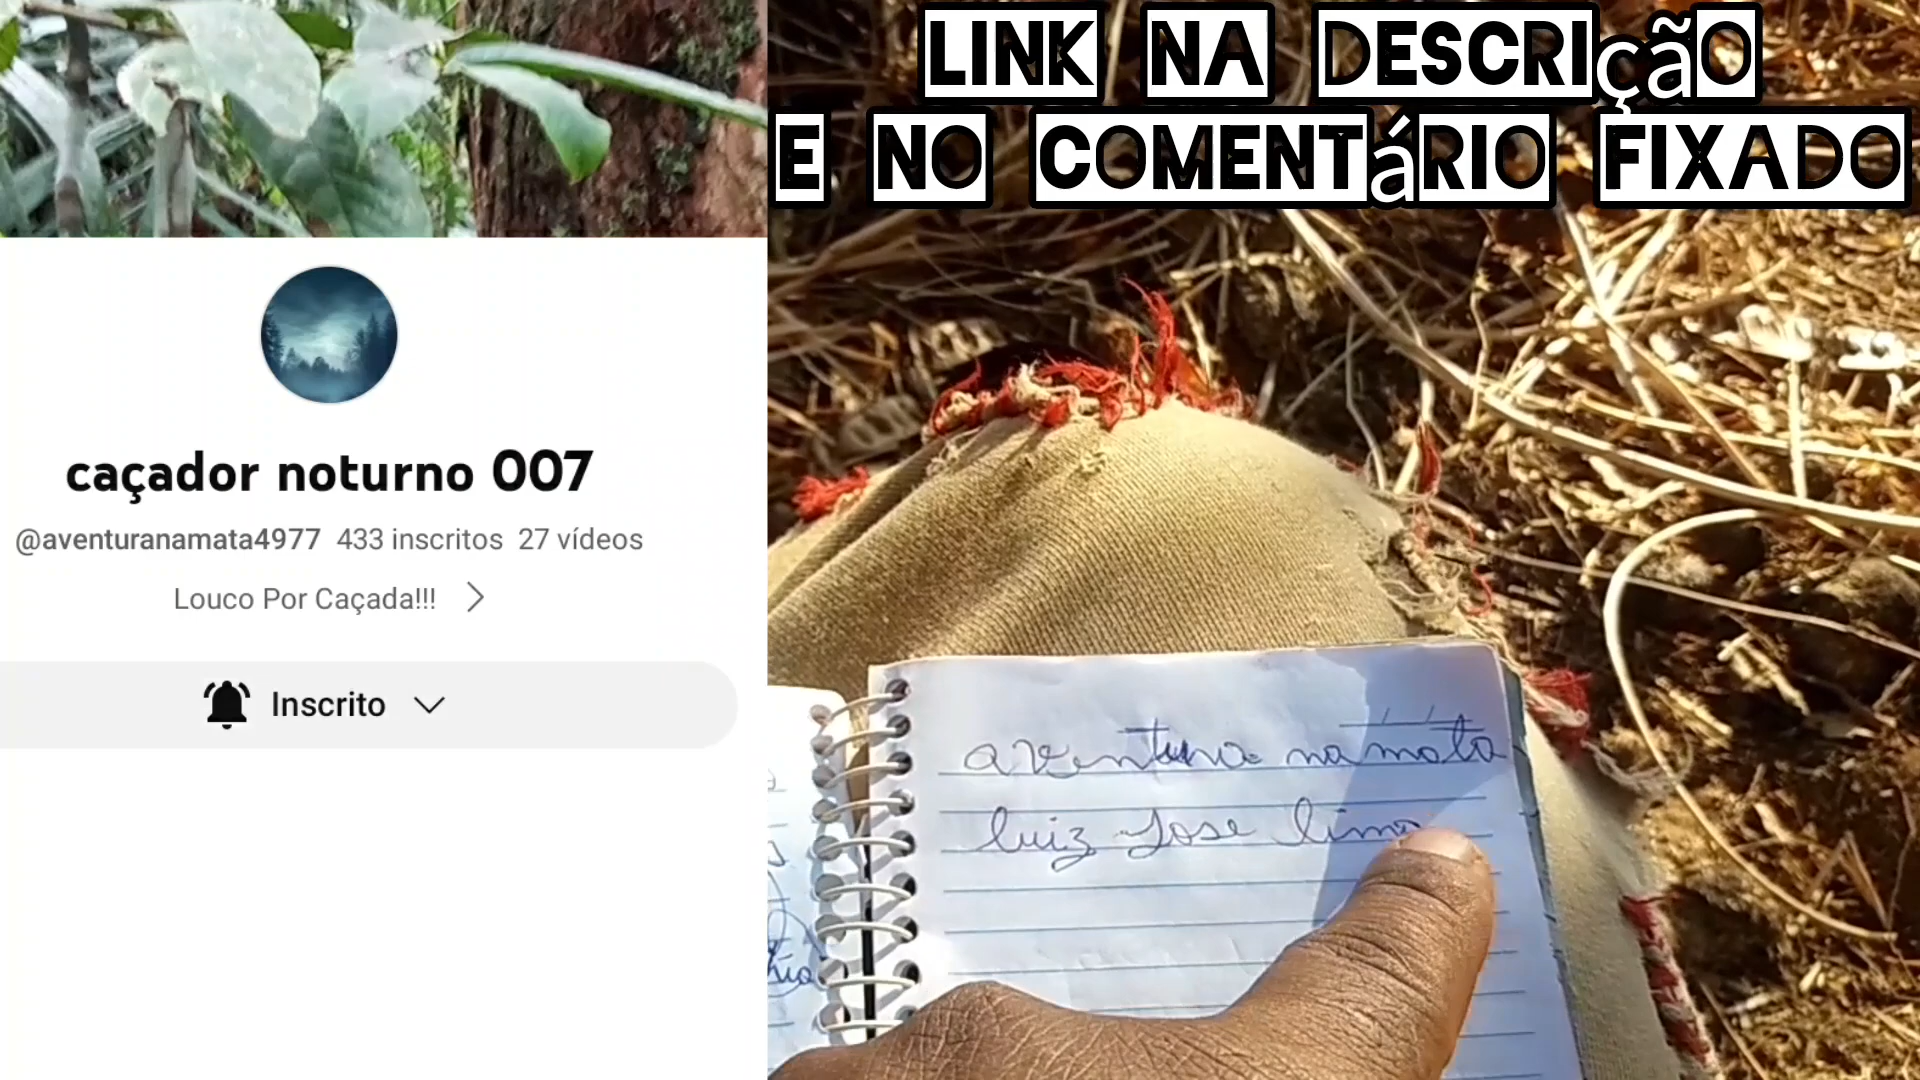 LINK NA DESCRIÇÃO
E NO COMENTÁRIO FIXADO
caçador noturno 007
@aventuranamata4977 433 inscritos 27 vídeos
Louco Por Caçada!!!
Inscrito
aventura na mata
luiz Jose lima